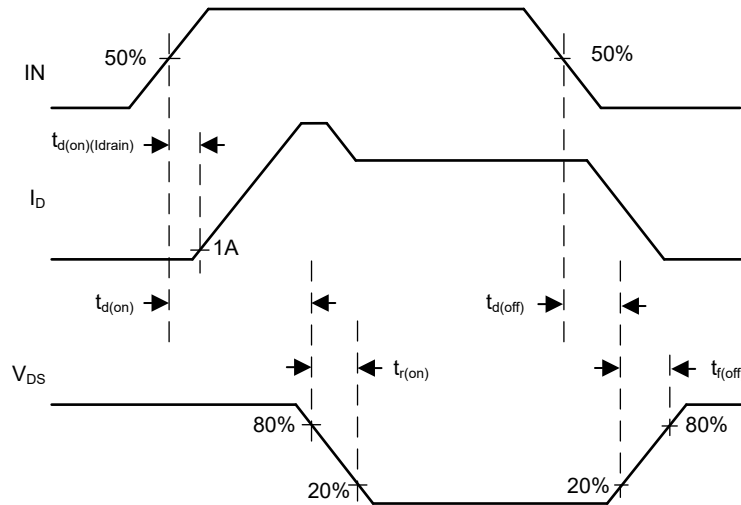 50%
50%
IN
t_d(on)(Idrain)
I_D
1A
t_d(on)
t_d(off)
V_DS
t_r(on)
t_f(off
80%
80%
20%
20%